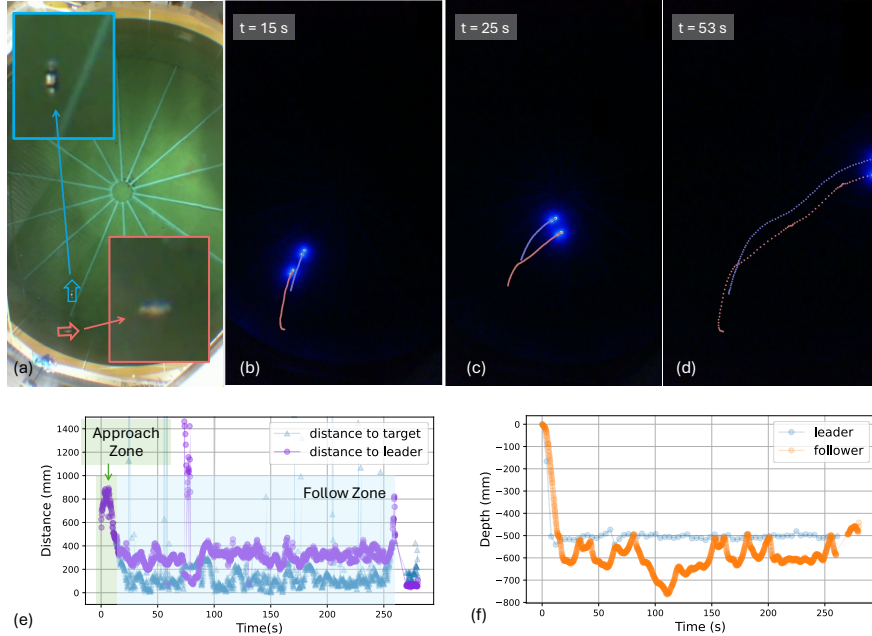 t = 15 s
t = 25 s
t = 53 s
(a)
(b)
(c)
(d)
Approach
Zone
distance to target
distance to leader
Follow Zone
1400
1200
1000
800
600
400
200
0
Distance (mm)
0
50
100
150
200
250
Time(s)
(e)
leader
follower
0
−100
−200
−300
−400
−500
−600
−700
−800
Depth (mm)
0
50
100
150
200
250
Time (s)
(f)